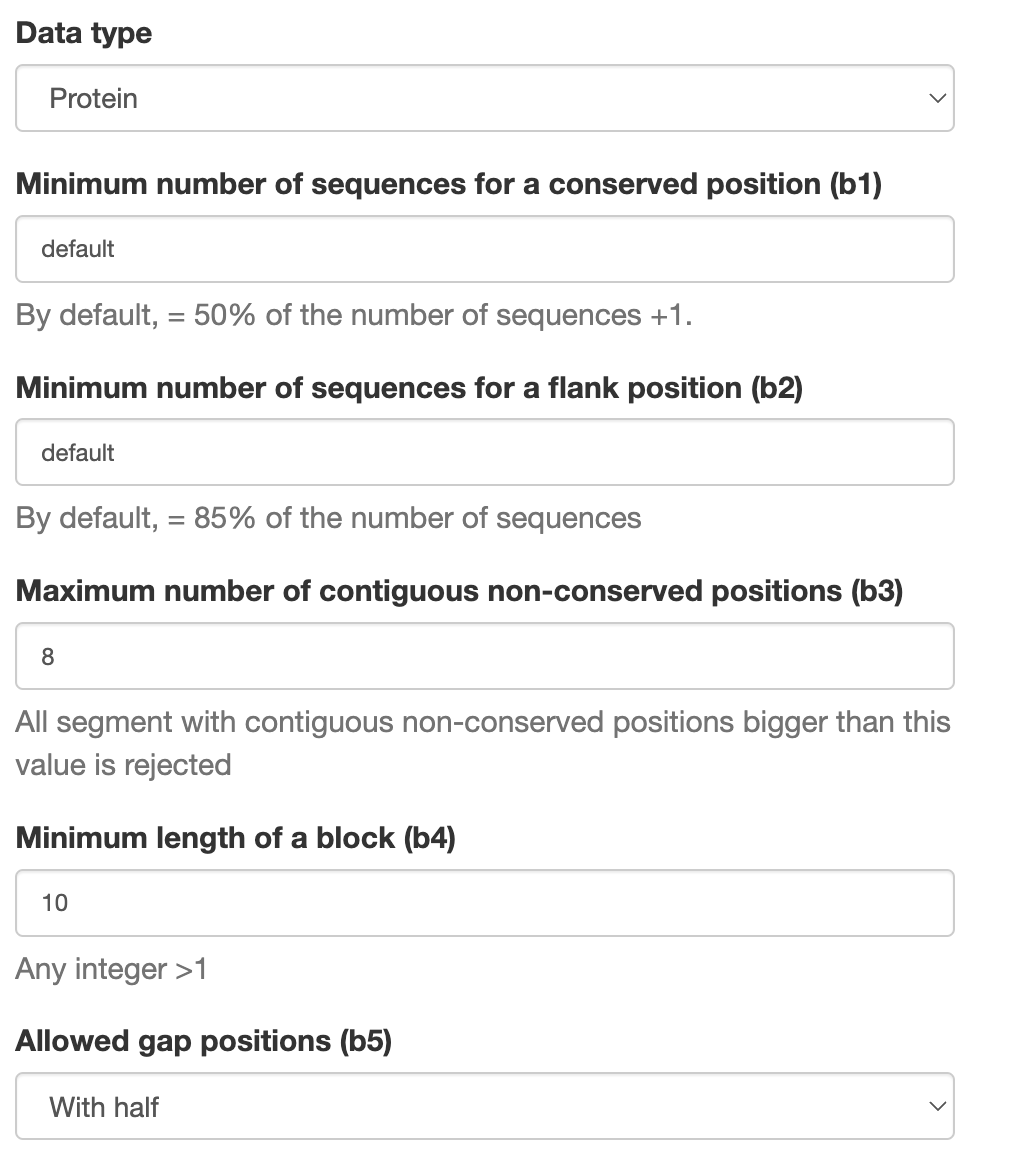 Data type
Protein
Minimum number of sequences for a conserved position (b1)
default
By default, = 50% of the number of sequences +1.
Minimum number of sequences for a flank position (b2)
default
By default, = 85% of the number of sequences
Maximum number of contiguous non-conserved positions (b3)
8
All segment with contiguous non-conserved positions bigger than this
value is rejected
Minimum length of a block (b4)
10
Any integer >1
Allowed gap positions (b5)
With half